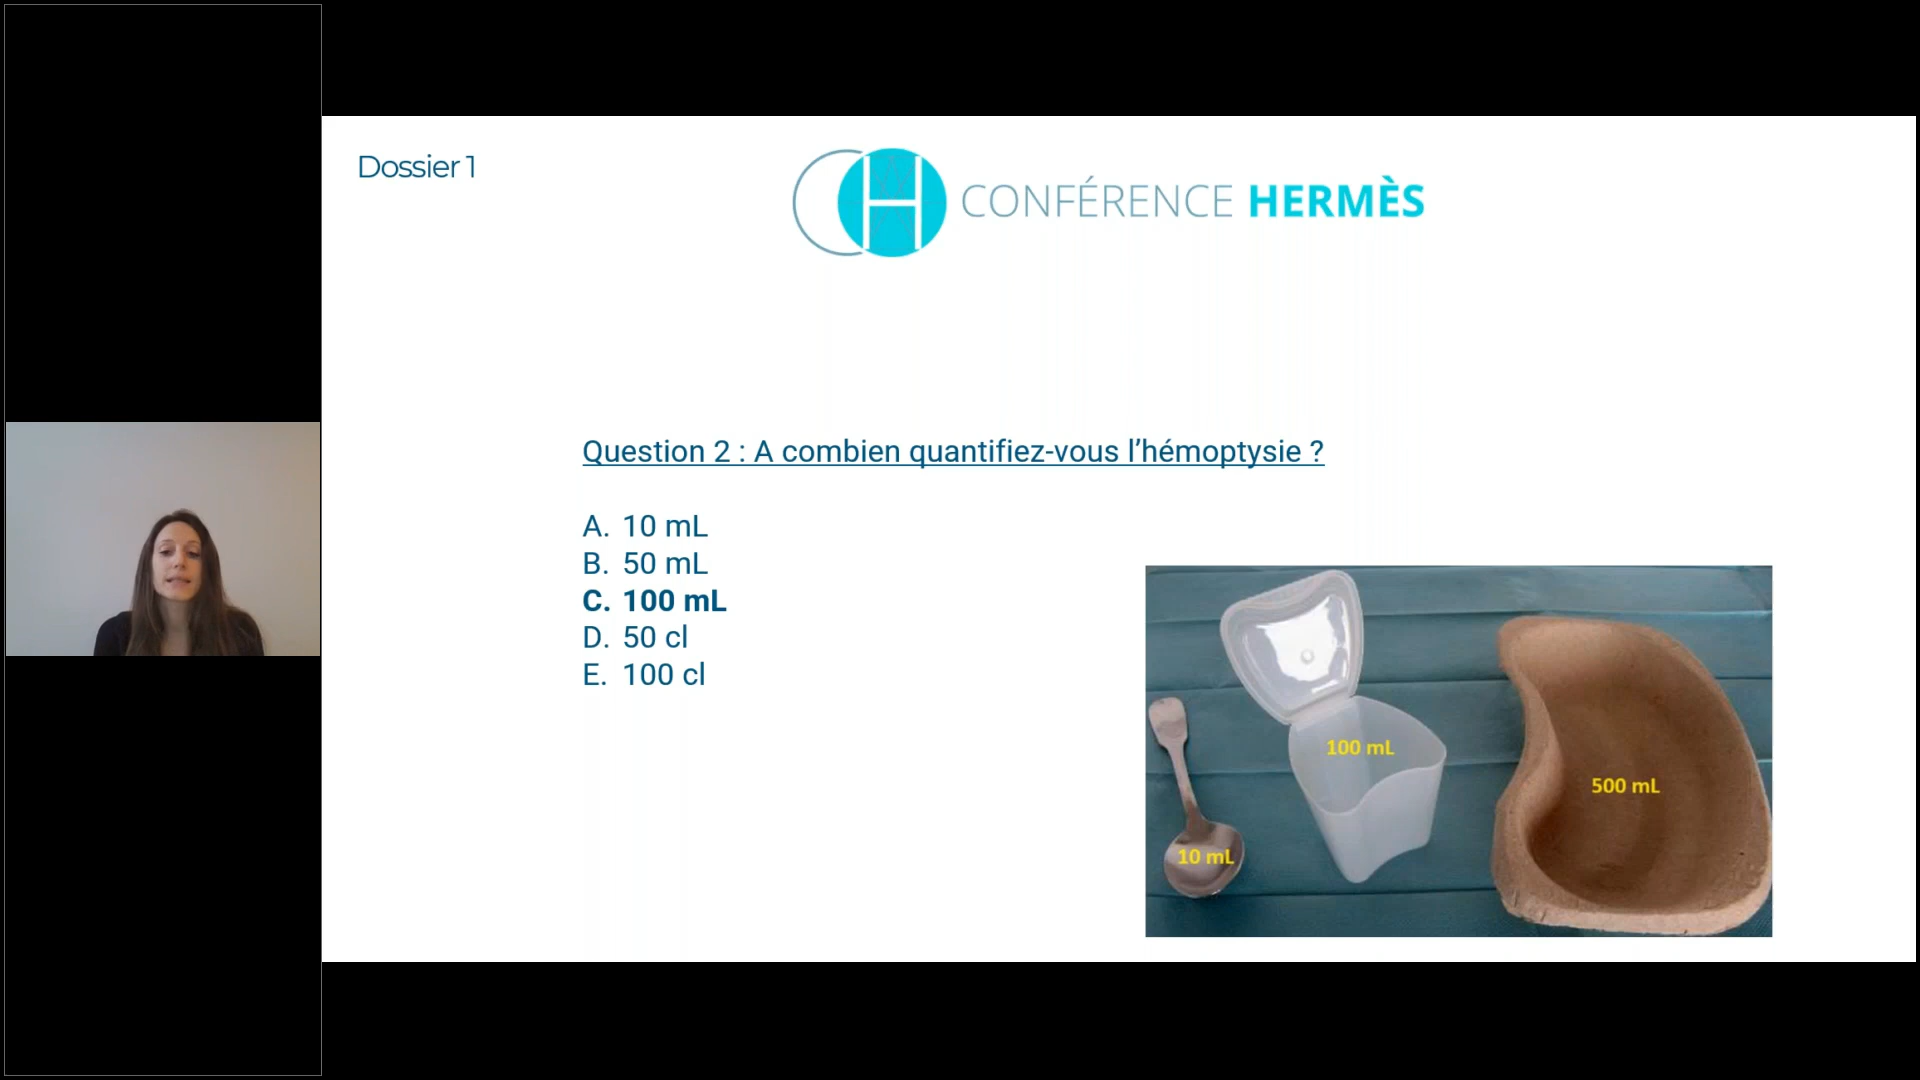 Dossier 1
CONFÉRENCE HERMÈS
Question 2 : A combien quantifiez-vous l’hémoptysie ?
A. 10 mL
B. 50 mL
C. 100 mL
D. 50 cl
E. 100 cl
100 mL
500 mL
10 mL